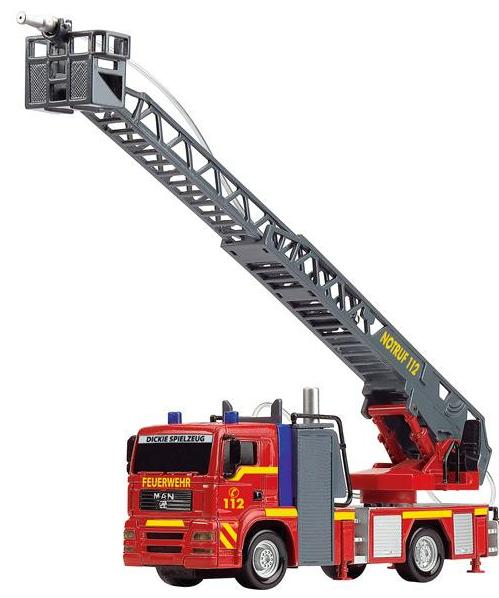 NOTRUF 112
DICKIE SPIELZEUG
FEUERWEHR
MAN
112